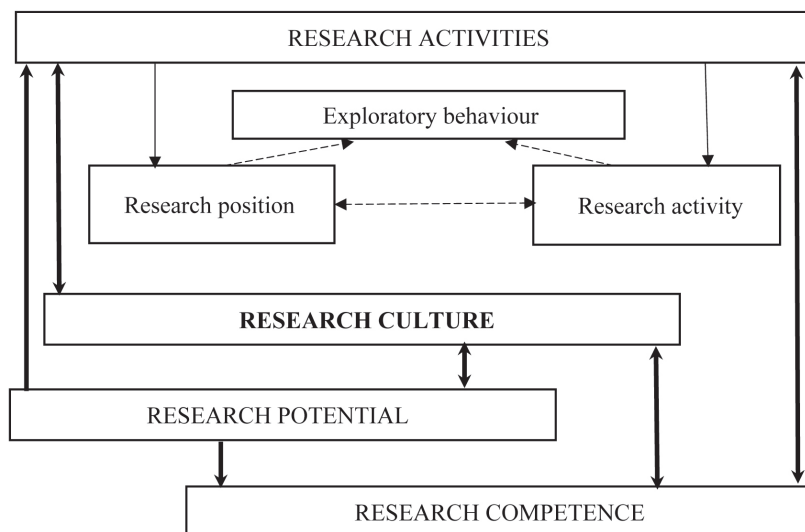 RESEARCH ACTIVITIES
Exploratory behaviour
Research position
Research activity
RESEARCH CULTURE
RESEARCH POTENTIAL
RESEARCH COMPETENCE